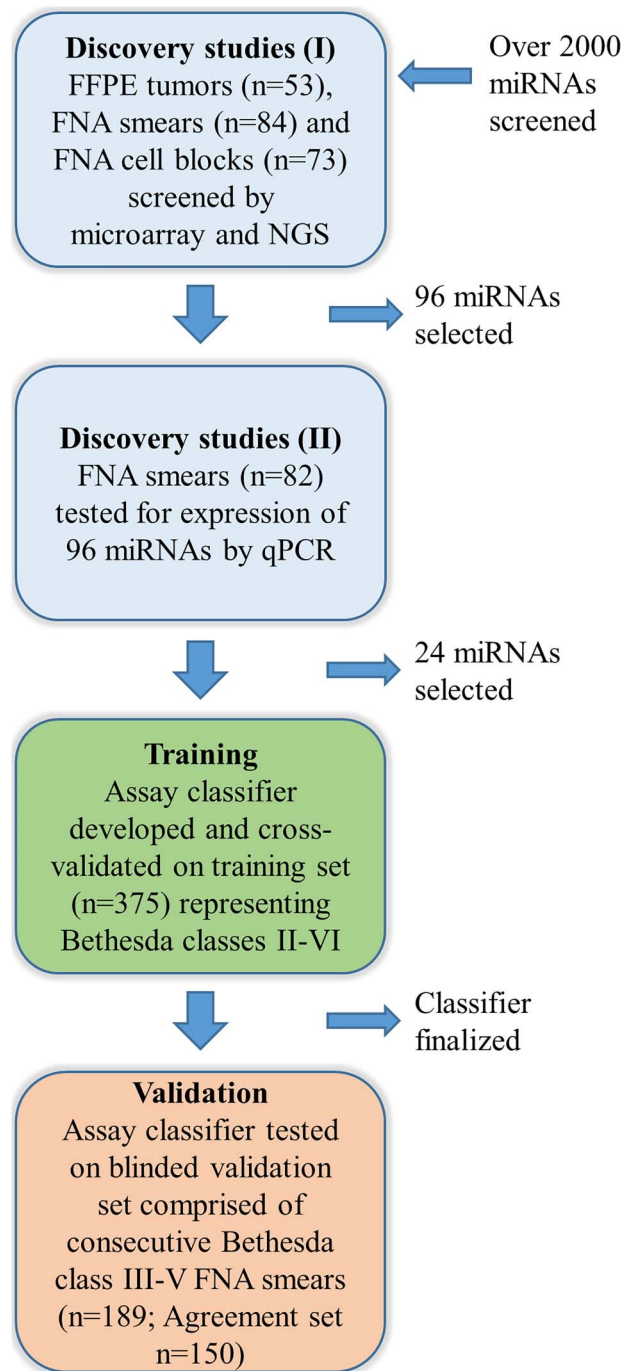 Discovery studies (I)
FFPE tumors (n=53),
FNA smears (n=84) and
FNA cell blocks (n=73)
screened by
microarray and NGS
Over 2000
miRNAs
screened
96 miRNAs
selected
Discovery studies (II)
FNA smears (n=82)
tested for expression of
96 miRNAs by qPCR
24 miRNAs
selected
Training
Assay classifier
developed and cross-
validated on training set
(n=375) representing
Bethesda classes II-VI
Classifier
finalized
Validation
Assay classifier tested
on blinded validation
set comprised of
consecutive Bethesda
class III-V FNA smears
(n=189; Agreement set
n=150)